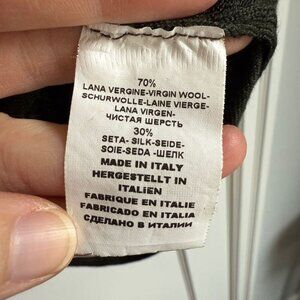 70%
LANA VERGINE-VIRGIN WOOL-
SCHURWOLLE-LAINE VIERGE-
LANA VIRGEN-
ЧИСТАЯ ШЕРСТЬ
30%
SETA- SILK-SEIDE-
SOIE-SEDA -ШЕЛК
MADE IN ITALY
HERGESTELLT IN
ITALIEN
FABRIQUE EN ITALIE
FABRICADO EN ITALIA
СДЕЛАНО В ИТАЛИИ